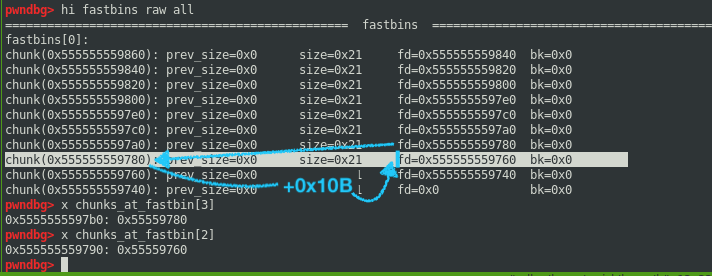 pwndbg> hi fastbins raw all
fastbins
fastbins[0]:
chunk(0x555555559860): prev_size=0x0 size=0x21 fd=0x555555559840 bk=0x0
chunk(0x555555559840): prev_size=0x0 size=0x21 fd=0x555555559820 bk=0x0
chunk(0x555555559820): prev_size=0x0 size=0x21 fd=0x555555559800 bk=0x0
chunk(0x555555559800): prev_size=0x0 size=0x21 fd=0x5555555597e0 bk=0x0
chunk(0x5555555597e0): prev_size=0x0 size=0x21 fd=0x5555555597c0 bk=0x0
chunk(0x5555555597c0): prev_size=0x0 size=0x21 fd=0x5555555597a0 bk=0x0
chunk(0x5555555597a0): prev_size=0x0 size=0x21 fd=0x555555559780 bk=0x0
chunk(0x555555559780): prev_size=0x0 size=0x21 fd=0x555555559760 bk=0x0
chunk(0x555555559760): prev_size=0x0 fd=0x555555559740 bk=0x0
chunk(0x555555559740): prev_size=0x0 fd=0x0 bk=0x0
+0x10B
pwndbg> x chunks_at_fastbin[3]
0x5555555597b0: 0x55559780
pwndbg> x chunks_at_fastbin[2]
0x555555559790: 0x55559760
pwndbg>